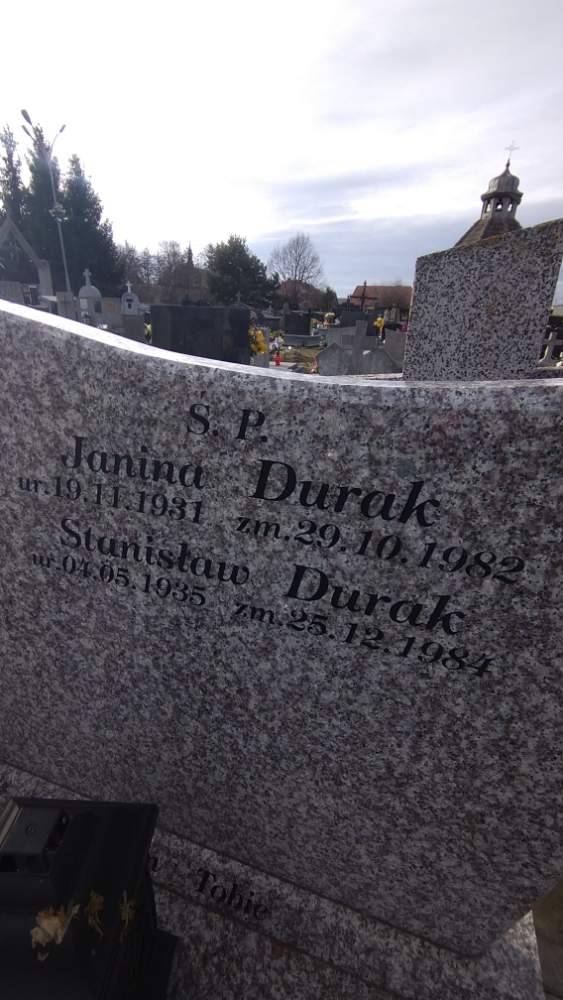 S. P.
Janina Durak
ur.19.11.1931 zm.29.10.1982
Stanisław Durak
ur.04.05.1935 zm.25.12.1984
Tobie